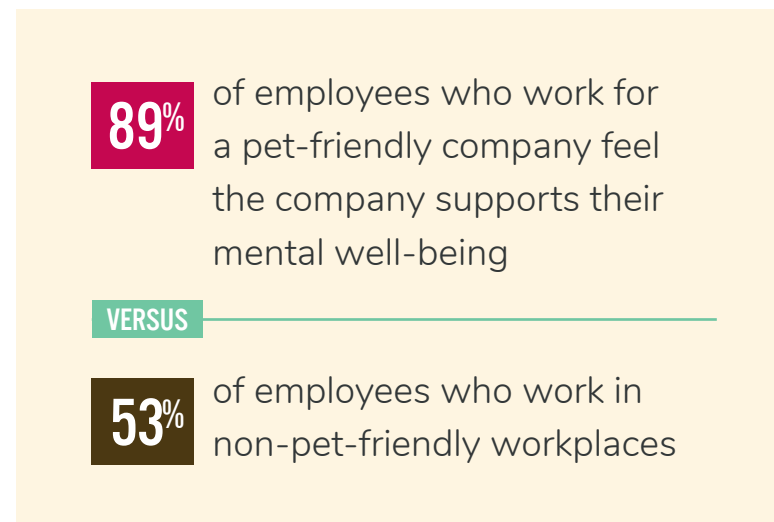 89% of employees who work for
a pet-friendly company feel
the company supports their
mental well-being
VERSUS
53% of employees who work in
non-pet-friendly workplaces